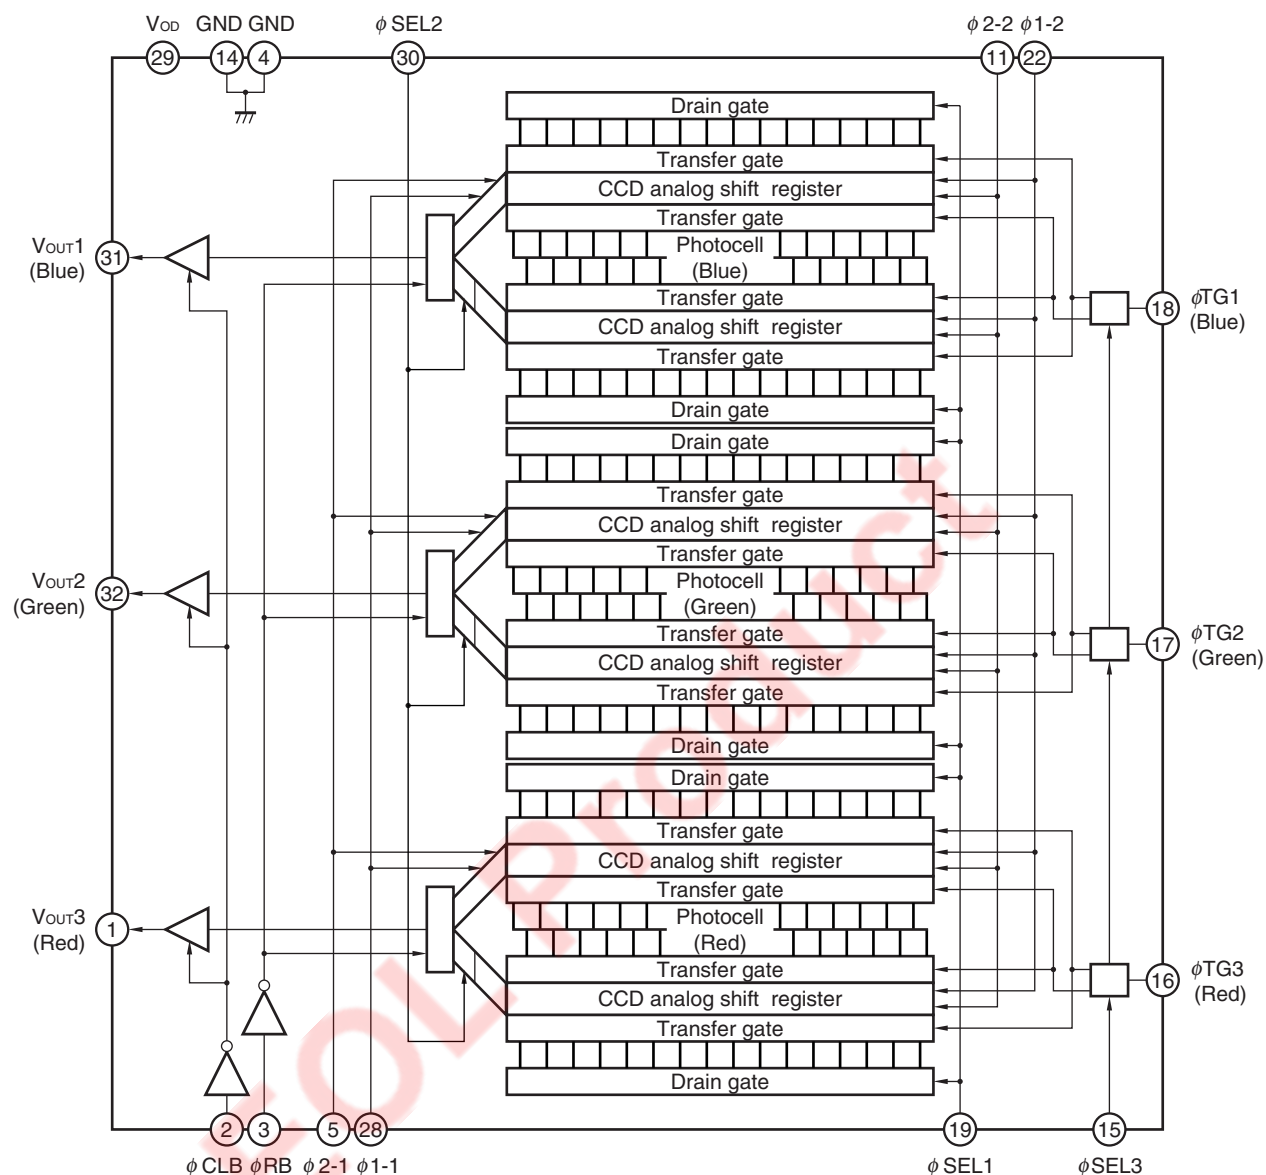 VOD GND GND ϕSEL2 ϕ2-2 ϕ1-2
29 14 4 30 11 22
Drain gate
Transfer gate
CCD analog shift register
Transfer gate
VOUT1
(Blue)
31
Photocell
(Blue)
Transfer gate
CCD analog shift register
Transfer gate
18
ϕTG1
(Blue)
Drain gate
Drain gate
Transfer gate
CCD analog shift register
Transfer gate
VOUT2
(Green)
32
Photocell
(Green)
Transfer gate
CCD analog shift register
Transfer gate
17
ϕTG2
(Green)
Drain gate
Drain gate
Transfer gate
CCD analog shift register
Transfer gate
VOUT3
(Red)
1
Photocell
(Red)
Transfer gate
CCD analog shift register
Transfer gate
16
ϕTG3
(Red)
Drain gate
2 3 5 28 19 15
ϕCLB ϕRB ϕ2-1 ϕ1-1 ϕSEL1 ϕSEL3
EOL Product